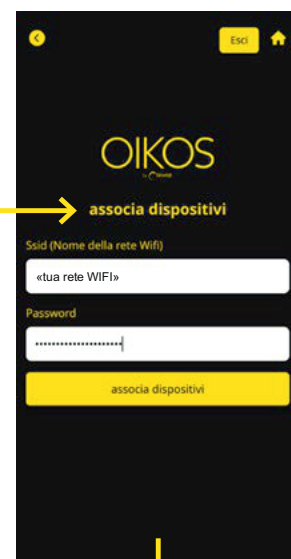 Esci
OIKOS
associa dispositivi
Ssid (Nome della rete Wifi)
«tua rete WIFI»
Password
associa dispositivi